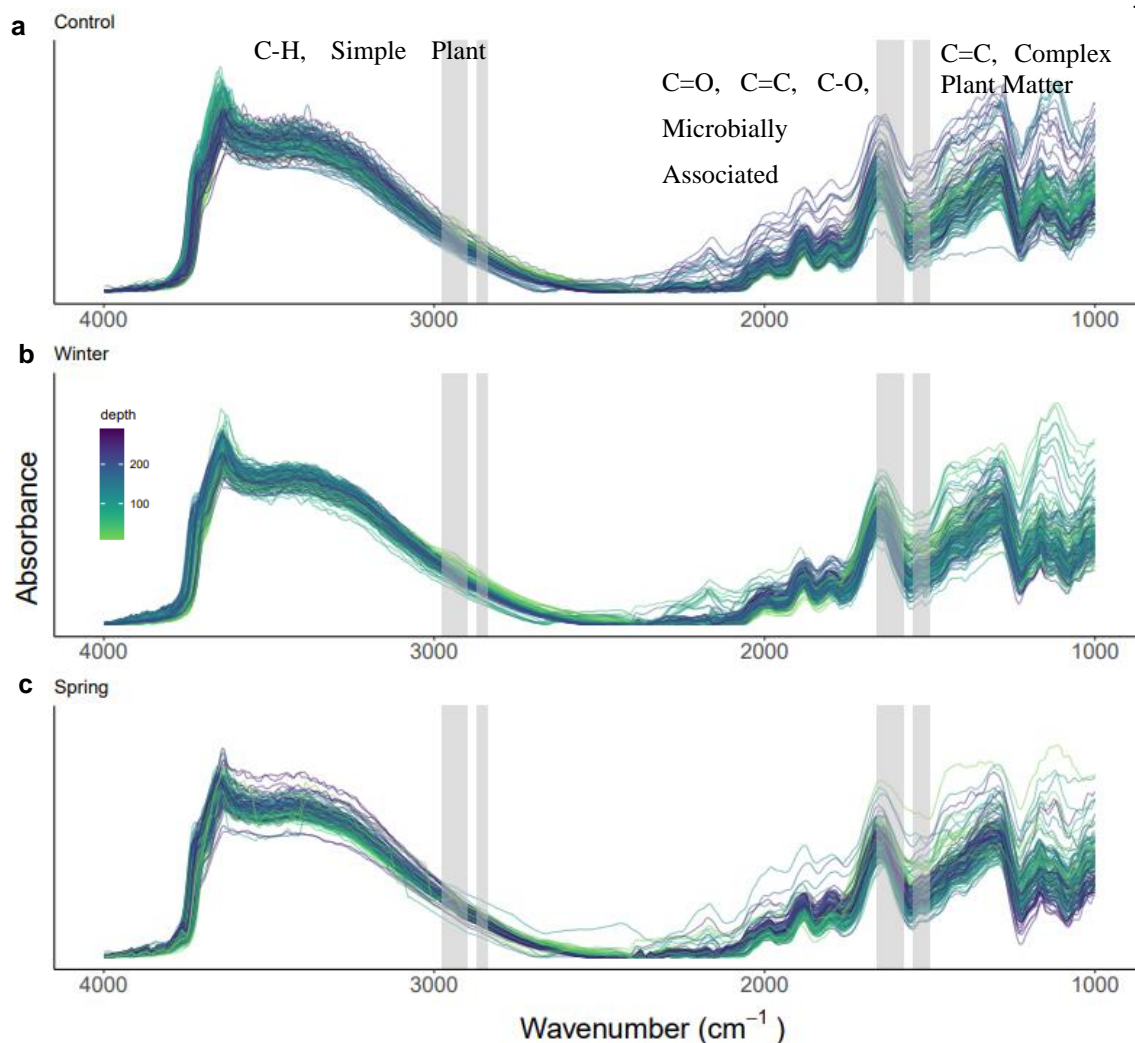 a
Control
C-H, Simple Plant
C=O, C=C, C-O,
Microbially
Associated
C=C, Complex
Plant Matter
4000 3000 2000 1000
b
Winter
depth
200
100
Absorbance
4000 3000 2000 1000
c
Spring
4000 3000 2000 1000
Wavenumber (cm⁻¹ )